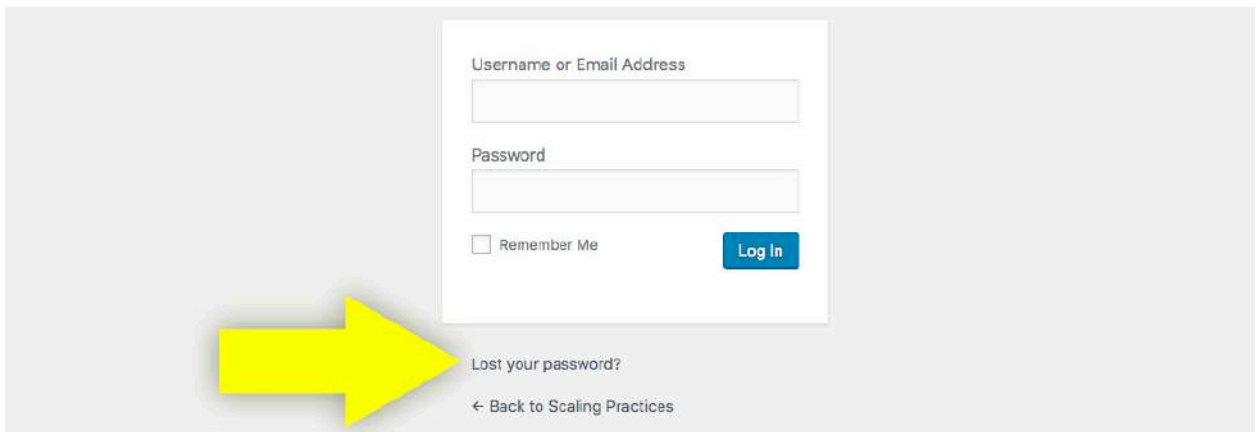 Username or Email Address
Password
Remember Me
Log In
Lost your password?
← Back to Scaling Practices